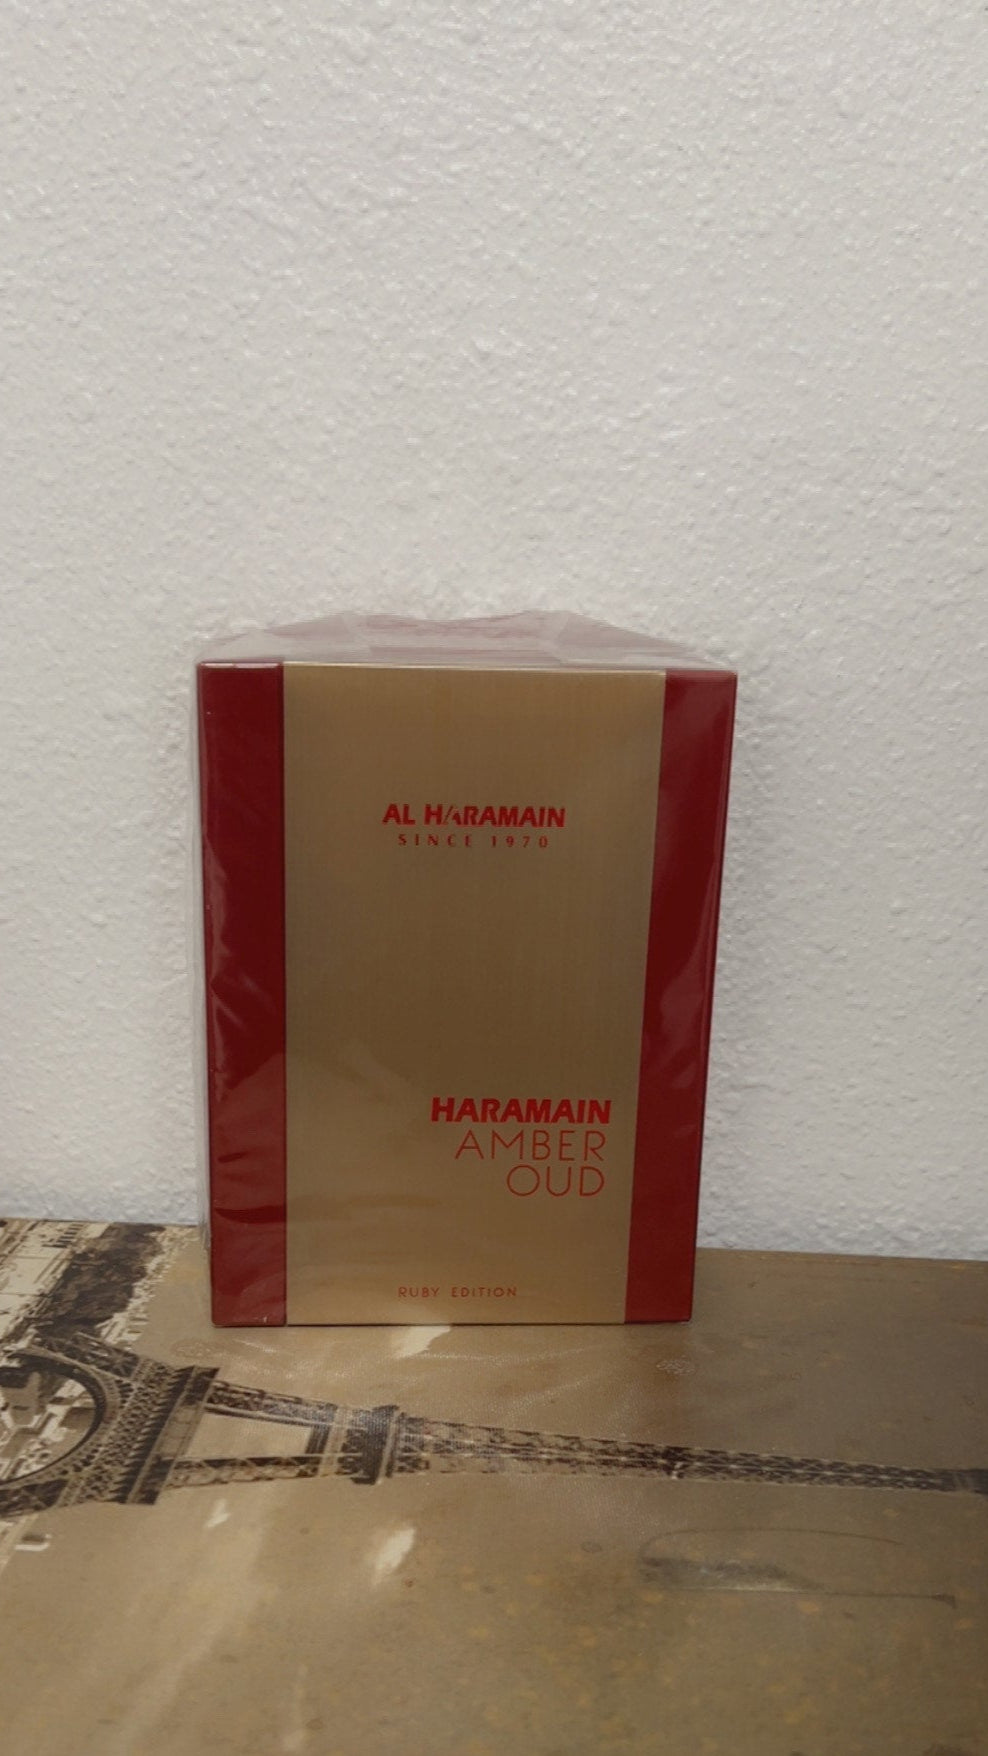 AL HARAMAIN
SINCE 1970
HARAMAIN
AMBER
OUD
RUBY EDITION